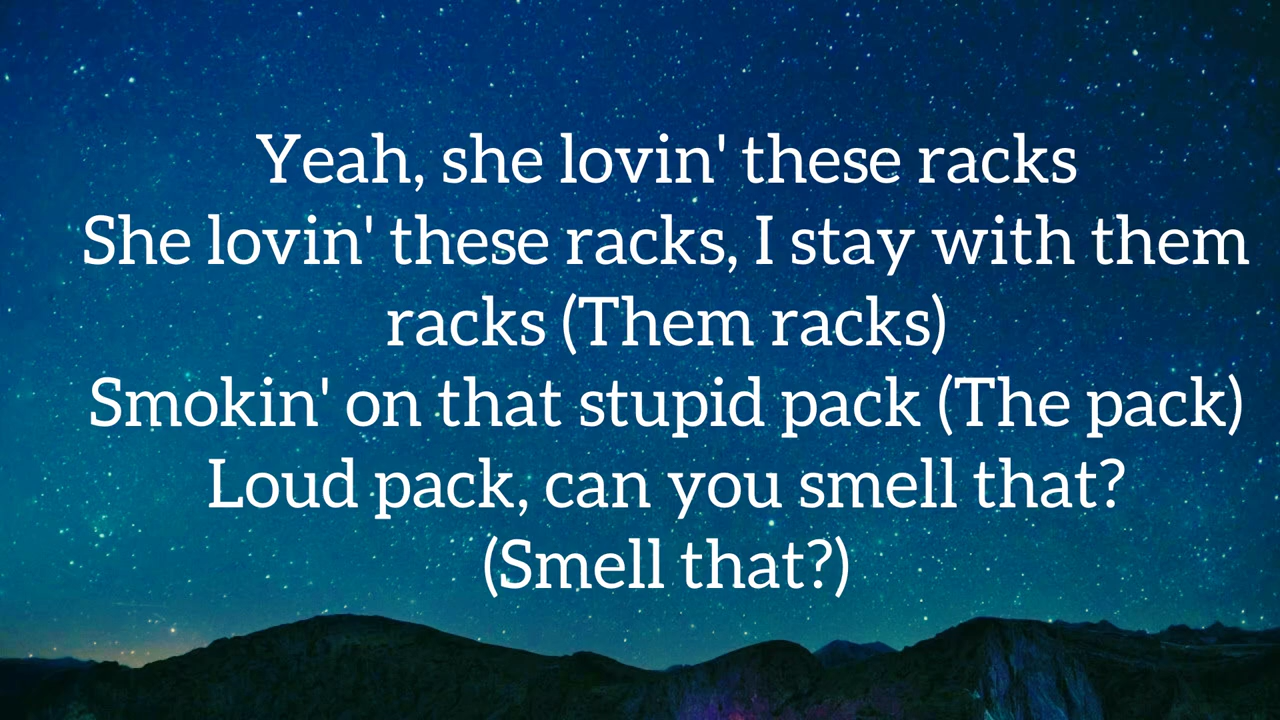 Yeah, she lovin' these racks
She lovin' these racks, I stay with them
racks (Them racks)
Smokin' on that stupid pack (The pack)
Loud pack, can you smell that?
(Smell that?)